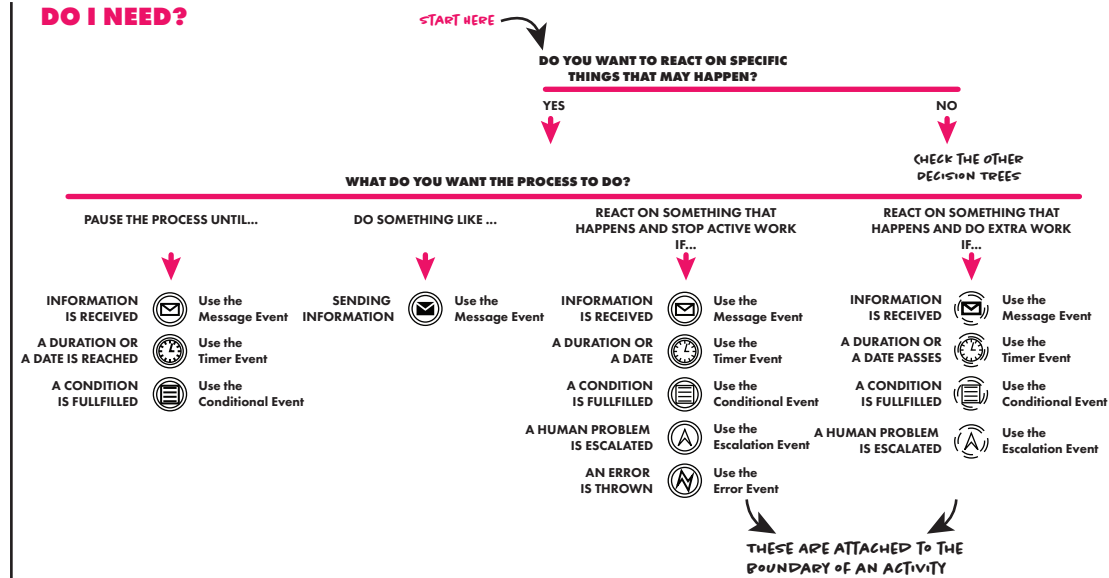 DO I NEED?
START HERE
DO YOU WANT TO REACT ON SPECIFIC
THINGS THAT MAY HAPPEN?
YES
NO
CHECK THE OTHER
DECISION TREES
WHAT DO YOU WANT THE PROCESS TO DO?
PAUSE THE PROCESS UNTIL...
INFORMATION
IS RECEIVED
Use the
Message Event
A DURATION OR
A DATE IS REACHED
Use the
Timer Event
A CONDITION
IS FULLFILLED
Use the
Conditional Event
DO SOMETHING LIKE ...
SENDING
INFORMATION
Use the
Message Event
REACT ON SOMETHING THAT
HAPPENS AND STOP ACTIVE WORK
IF...
INFORMATION
IS RECEIVED
Use the
Message Event
A DURATION OR
A DATE
Use the
Timer Event
A CONDITION
IS FULLFILLED
Use the
Conditional Event
A HUMAN PROBLEM
IS ESCALATED
Use the
Escalation Event
AN ERROR
IS THROWN
Use the
Error Event
REACT ON SOMETHING THAT
HAPPENS AND DO EXTRA WORK
IF...
INFORMATION
IS RECEIVED
Use the
Message Event
A DURATION OR
A DATE PASSES
Use the
Timer Event
A CONDITION
IS FULLFILLED
Use the
Conditional Event
A HUMAN PROBLEM
IS ESCALATED
Use the
Escalation Event
THESE ARE ATTACHED TO THE
BOUNDARY OF AN ACTIVITY